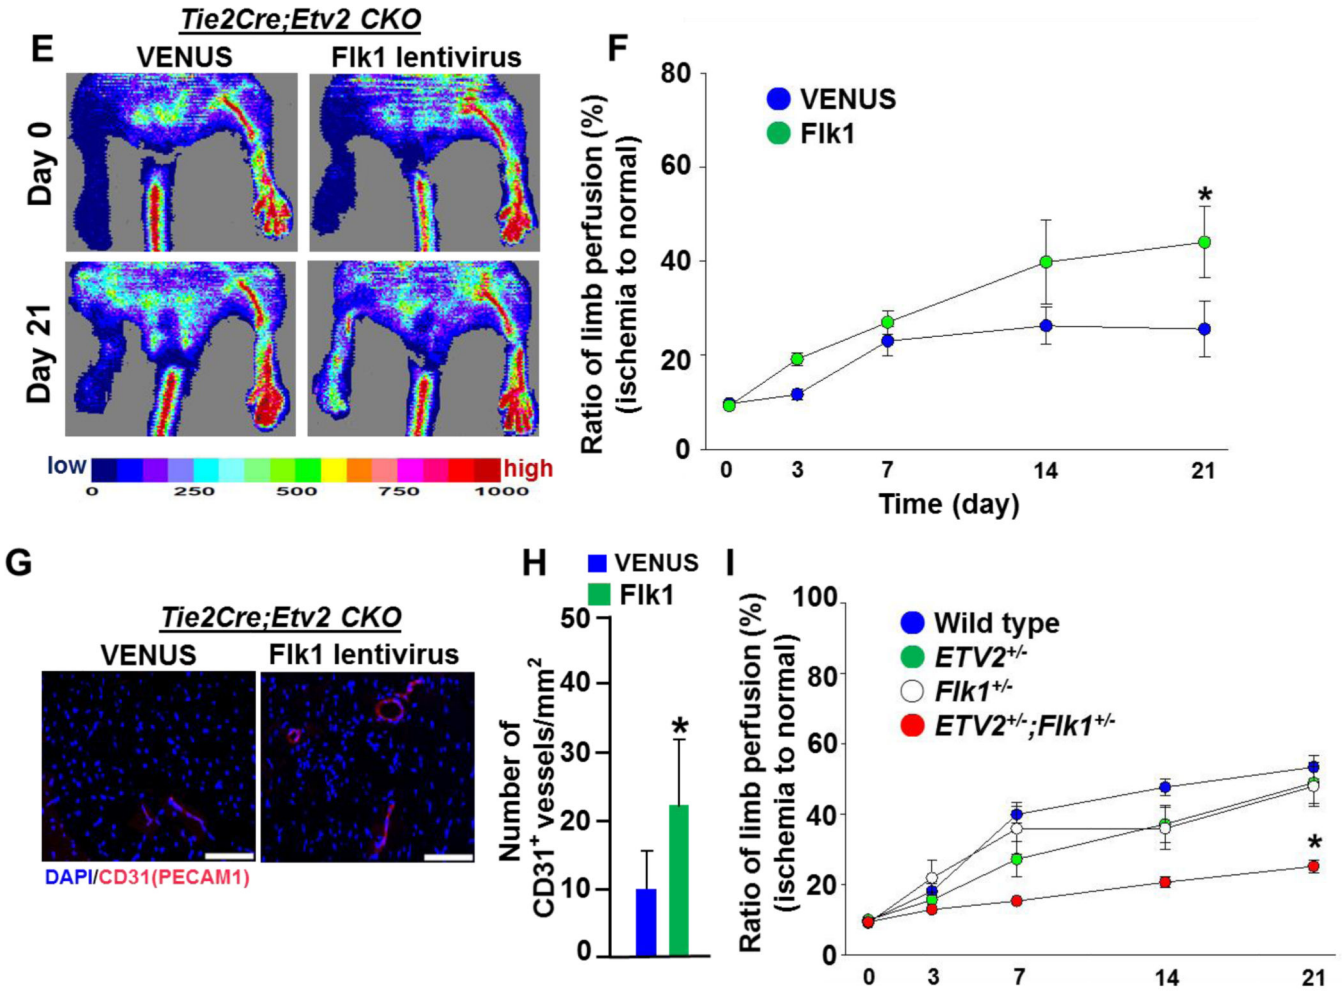 Tie2Cre;Etv2 CKO
E
VENUS
Flk1 lentivirus
Day 0
Day 21
low
high
0
250
500
750
1000
F
Ratio of limb perfusion (%)
(ischemia to normal)
80
60
40
20
0
VENUS
Flk1
*
0
3
7
14
21
Time (day)
G
Tie2Cre;Etv2 CKO
VENUS
Flk1 lentivirus
DAPI/CD31(PECAM1)
H
VENUS
Flk1
Number of
CD31+ vessels/mm2
50
40
30
20
10
0
*
I
Ratio of limb perfusion (%)
(ischemia to normal)
100
80
60
40
20
0
Wild type
ETV2+/-
Flk1+/-
ETV2+/-;Flk1+/-
*
0
3
7
14
21